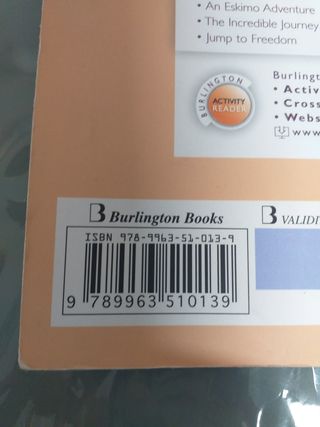 • An Eskimo Adventure
• The Incredible Journey
• Jump to Freedom
BURLINGTON
ACTIVITY
READER
Burlingt
• Activ
• Cross
• Webs
www
B Burlington Books
B VALIDI
ISBN 978-9963-51-013-9
9 789963 510139